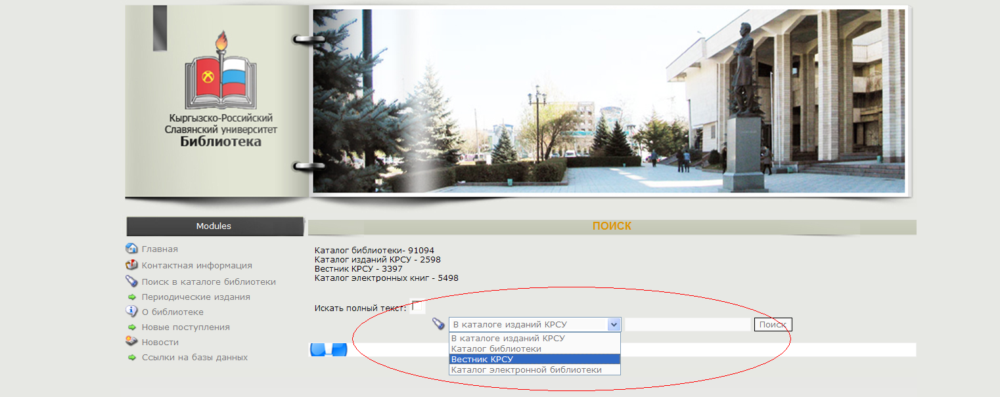 Кыргызско-Российский
Славянский университет
Библиотека
Modules
Главная
Контактная информация
Поиск в каталоге библиотеки
Периодические издания
О библиотеке
Новые поступления
Новости
Ссылки на базы данных
ПОИСК
Каталог библиотеки- 91094
Каталог изданий КРСУ - 2598
Вестник КРСУ - 3397
Каталог электронных книг - 5498
Искать полный текст:
В каталоге изданий КРСУ
Поиск
В каталоге изданий КРСУ
Каталог библиотеки
Вестник КРСУ
Каталог электронной библиотеки